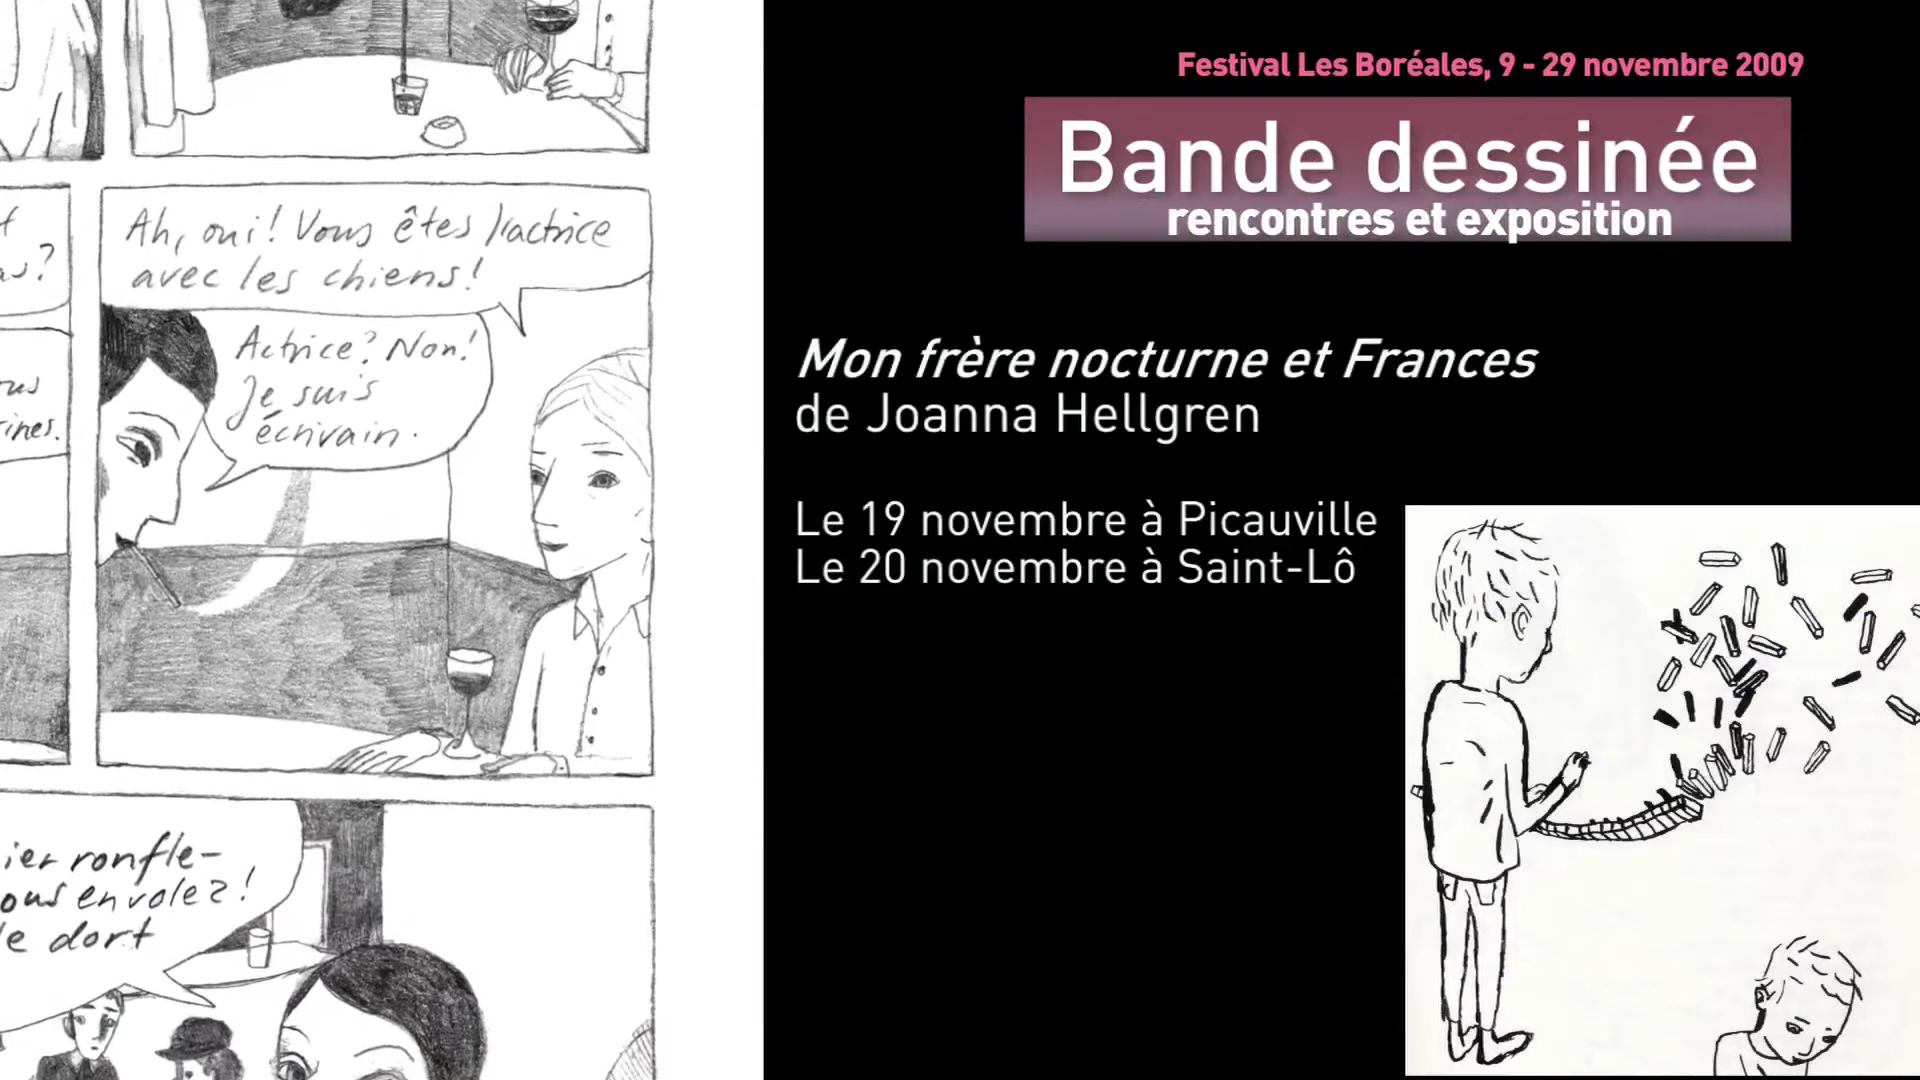 Ah, oui! Vous êtes l'actrice
avec les chiens!
Actrice? Non!
Je suis
écrivain.
ronfle-
envolez!
dort
Festival Les Boréales, 9 - 29 novembre 2009
Bande dessinée
rencontres et exposition
Mon frère nocturne et Frances
de Joanna Hellgren
Le 19 novembre à Picauville
Le 20 novembre à Saint-Lô